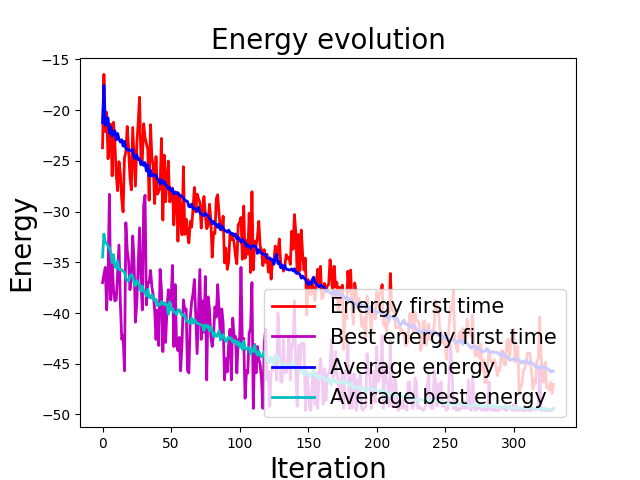 Energy evolution
Energy
−15
−20
−25
−30
−35
−40
−45
−50
Energy first time
Best energy first time
Average energy
Average best energy
0
50
100
150
200
250
300
Iteration